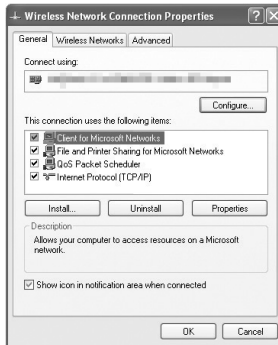 Wireless Network Connection Properties
General
Wireless Networks
Advanced
Connect using:
Configure...
This connection uses the following items:
Client for Microsoft Networks
File and Printer Sharing for Microsoft Networks
QoS Packet Scheduler
Internet Protocol (TCP/IP)
Install...
Uninstall
Properties
Description
Allows your computer to access resources on a Microsoft
network.
Show icon in notification area when connected
OK
Cancel